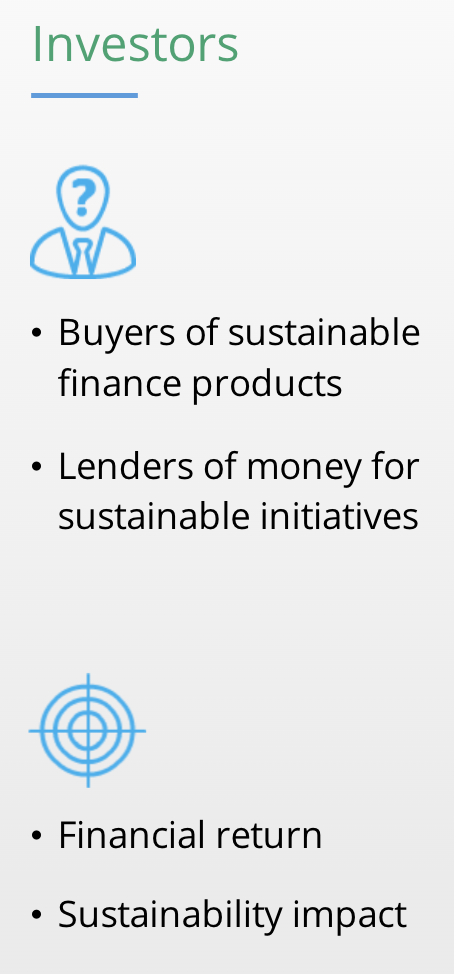 Investors
?
• Buyers of sustainable
finance products
• Lenders of money for
sustainable initiatives
• Financial return
• Sustainability impact